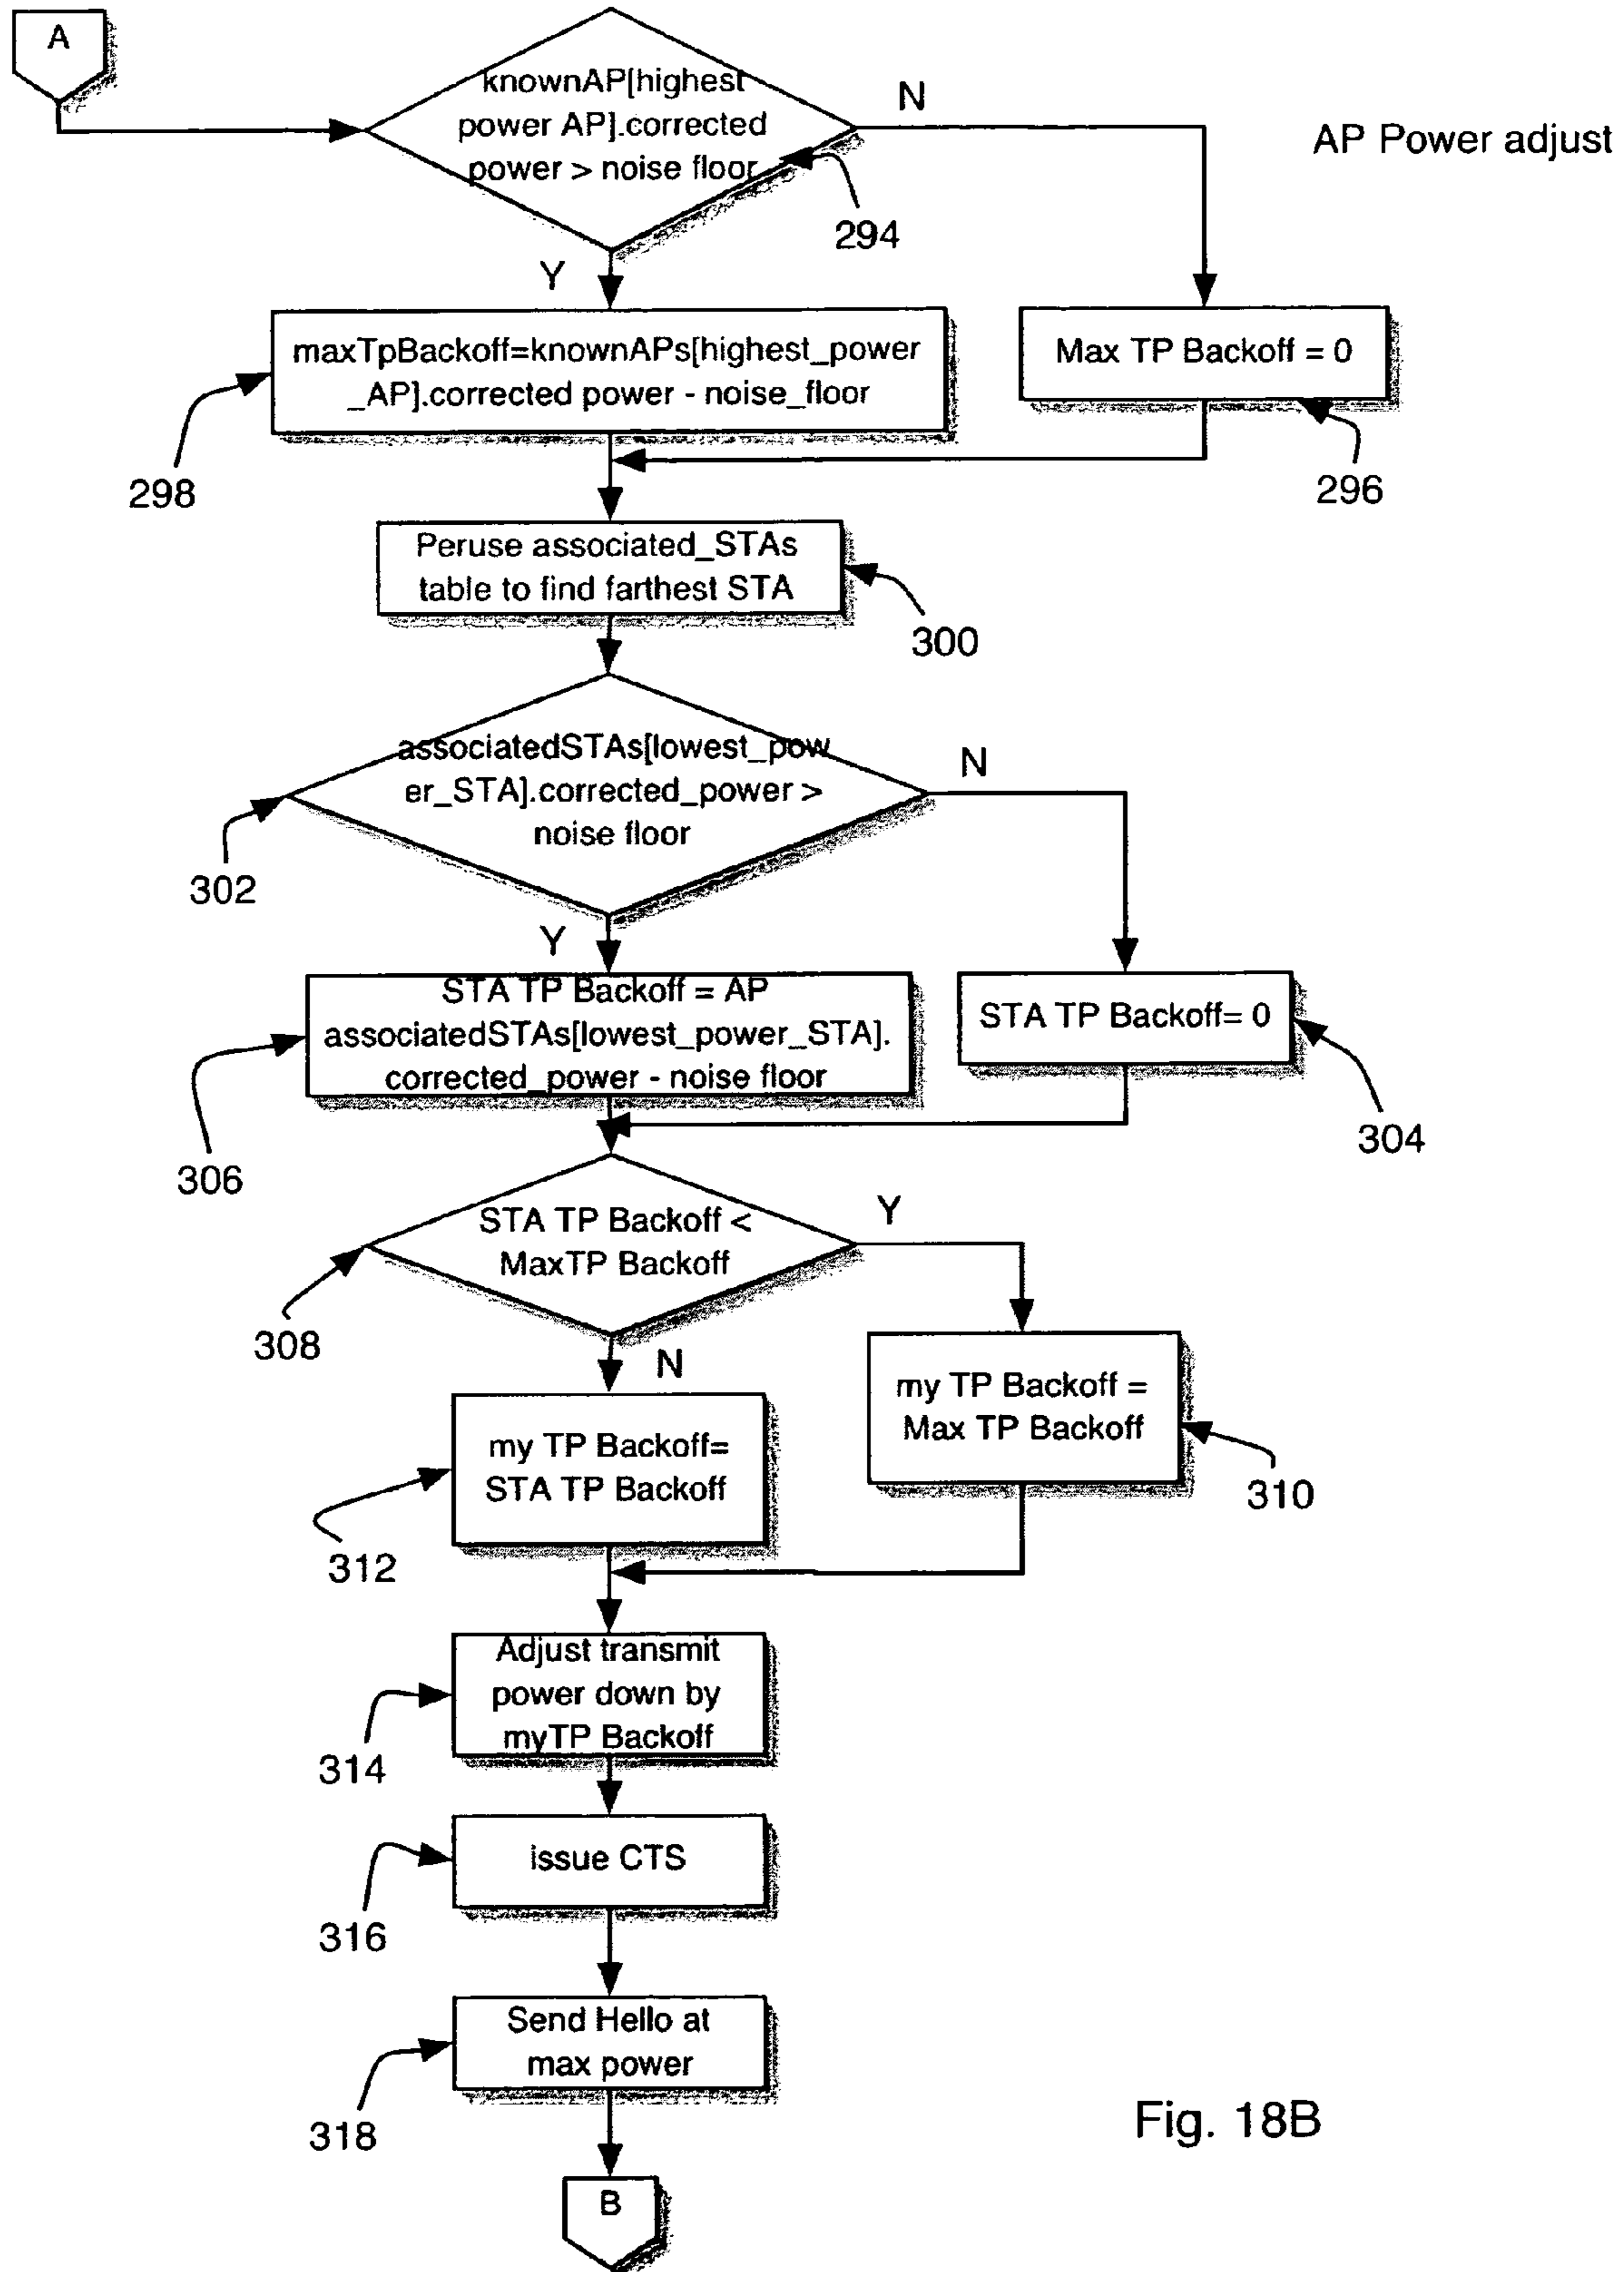 A
knownAP[highest
power AP].corrected
power > noise floor
N
AP Power adjust
294
Y
maxTpBackoff=knownAPs[highest_power
_AP].corrected power - noise_floor
Max TP Backoff = 0
298
296
Peruse associated_STAs
table to find farthest STA
300
associatedSTAs[lowest_pow
er_STA].corrected_power >
noise floor
N
302
Y
STA TP Backoff = AP
associatedSTAs[lowest_power_STA].
corrected_power - noise floor
STA TP Backoff= 0
306
304
STA TP Backoff <
MaxTP Backoff
Y
308
N
my TP Backoff =
Max TP Backoff
my TP Backoff=
STA TP Backoff
310
312
Adjust transmit
power down by
myTP Backoff
314
issue CTS
316
Send Hello at
max power
318
Fig. 18B
B